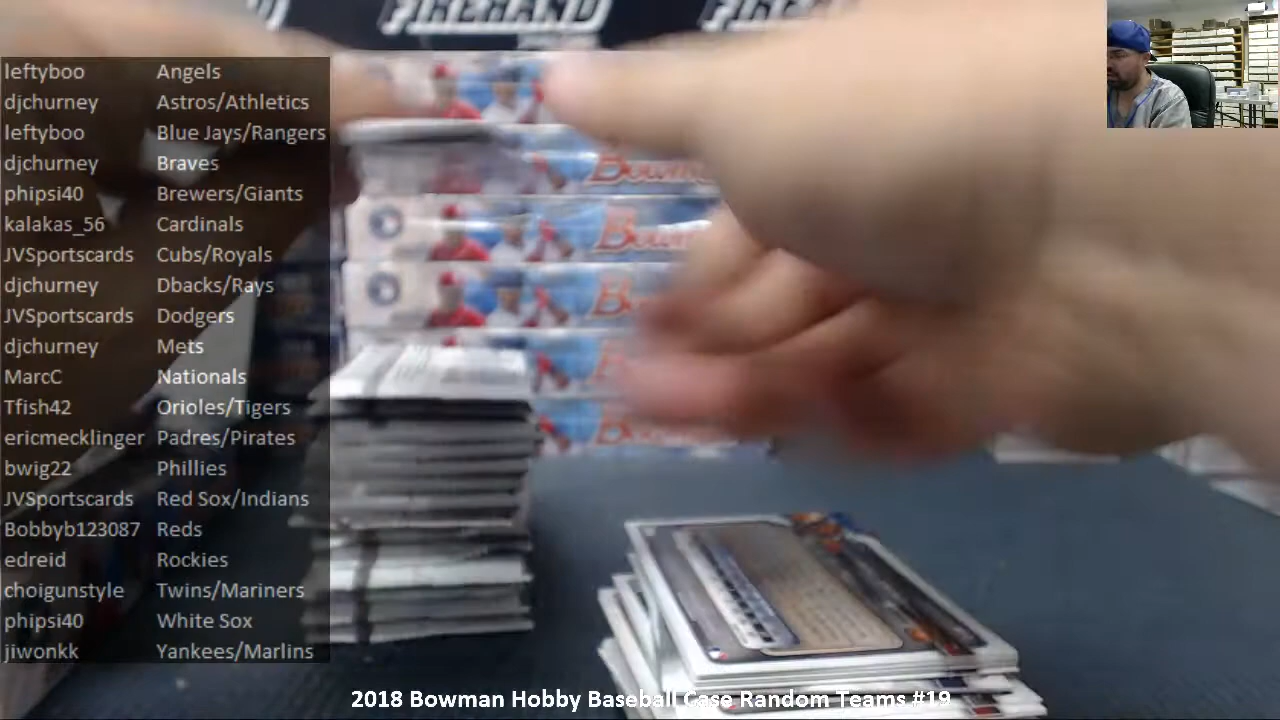 FIREHAND
leftyboo Angels
djchurney Astros/Athletics
leftyboo Blue Jays/Rangers
djchurney Braves
phipsi40 Brewers/Giants
kalakas_56 Cardinals
JVSportscards Cubs/Royals
djchurney Dbacks/Rays
JVSportscards Dodgers
djchurney Mets
MarcC Nationals
Tfish42 Orioles/Tigers
ericmecklinger Padres/Pirates
bwig22 Phillies
JVSportscards Red Sox/Indians
Bobbyb123087 Reds
edreid Rockies
choigunstyle Twins/Mariners
phipsi40 White Sox
jiwonkk Yankees/Marlins
2018 Bowman Hobby Baseball Case Random Teams #19